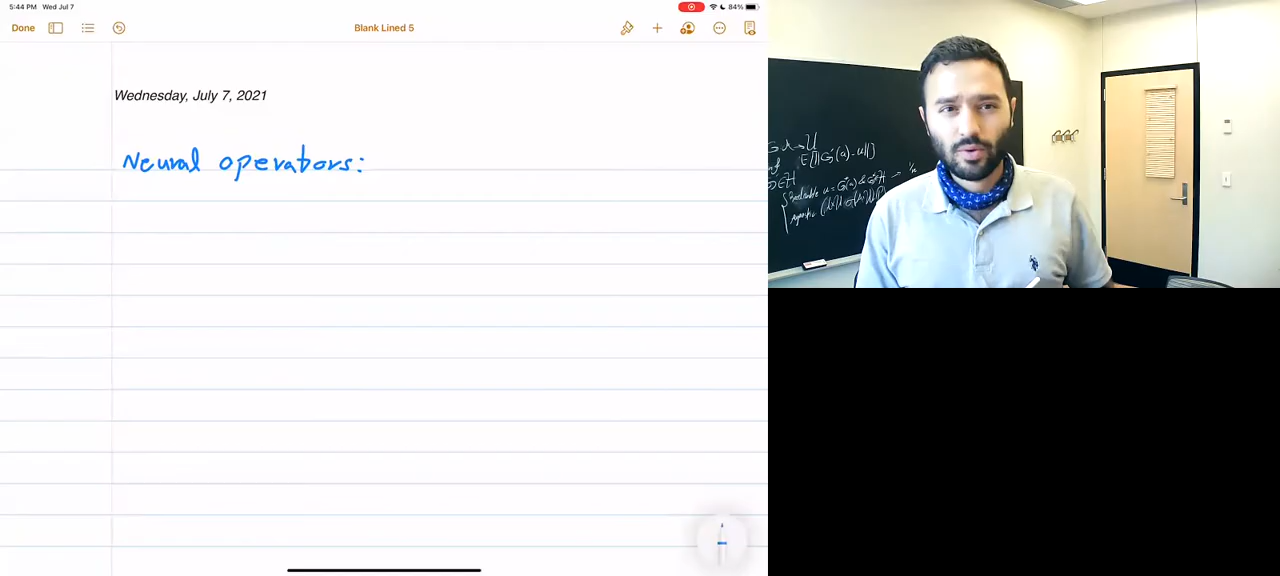 5:44 PM Wed Jul 7
84%
Done
Blank Lined 5
Wednesday, July 7, 2021
Neural operators:
E[||G(a)-u||]